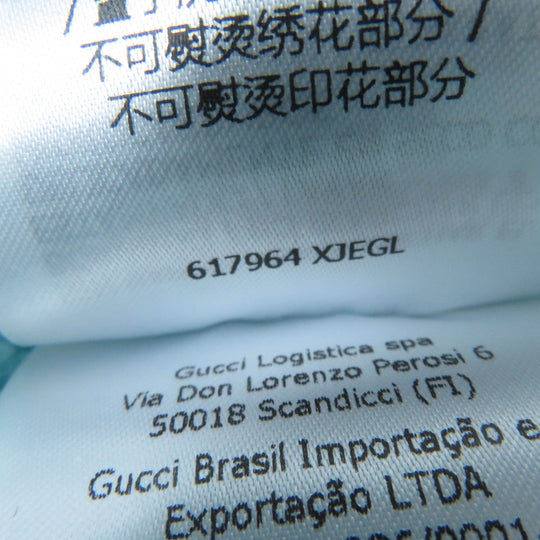 不可熨烫绣花部分 /
不可熨烫印花部分
617964 XJEGL
Gucci Logistica spa
Via Don Lorenzo Perosi 6
50018 Scandicci (FI)
Gucci Brasil Importação e
Exportação LTDA